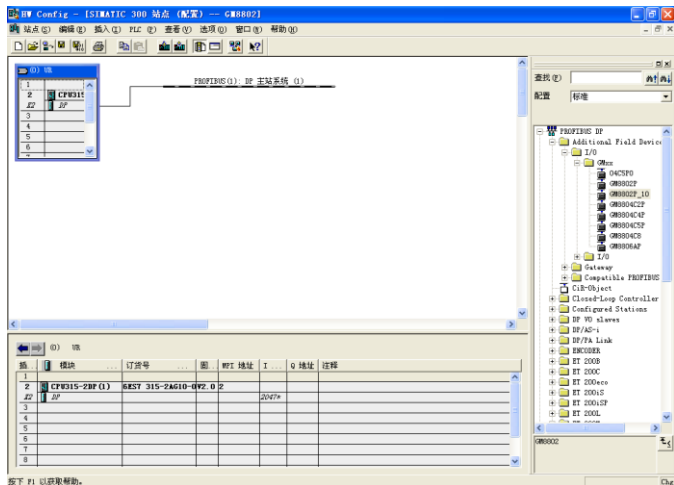 HW Config - [SIMATIC 300 站点 (配置) -- GM8802]
站点(S) 编辑(E) 插入(I) PLC (P) 查看(V) 选项(O) 窗口(W) 帮助(H)
(0) UR
1
2 CPU315
X2 DP
3
4
5
6
PROFIBUS(1): DP 主站系统 (1)
查找(F)
配置 标准
PROFIBUS DP
Additional Field Device
I/O
GMxx
04C5P0
GM8802P
GM8802P_10
GM8804C2P
GM8804C4P
GM8804C5P
GM8804C8
GM8806AP
I/O
Gateway
Compatible PROFIBUS
CiR-Object
Closed-Loop Controller
Configured Stations
DP V0 slaves
DP/AS-i
DP/PA Link
ENCODER
ET 200B
ET 200C
ET 200eco
ET 200iS
ET 200iSP
ET 200L
GM8802
(0) UR
插... 模块 ... 订货号 ... 固... MPI 地址 I ... Q 地址 注释
1
2 CPU315-2DP(1) 6ES7 315-2AG10-0 V2.0 2
X2 DP 2047*
3
4
5
6
7
8
按下 F1 以获取帮助。 Chg